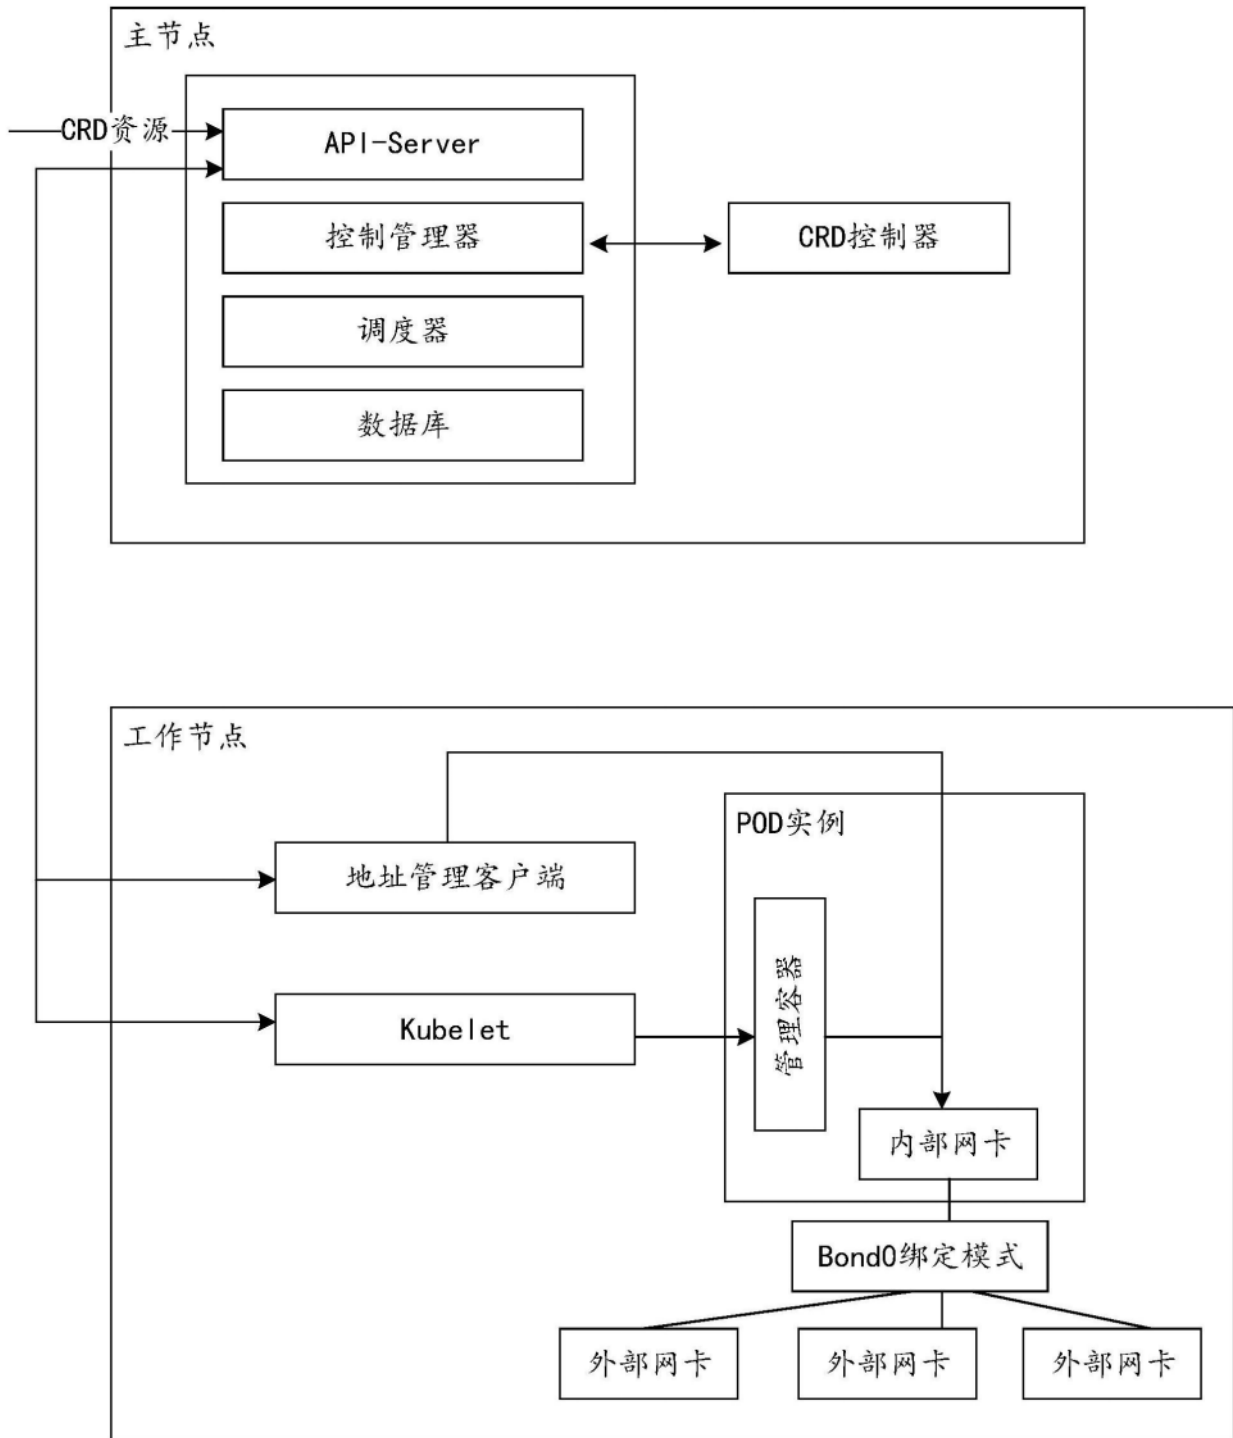 主节点
CRD资源
API-Server
控制管理器
CRD控制器
调度器
数据库
工作节点
POD实例
地址管理客户端
管理容器
Kubelet
内部网卡
Bond0绑定模式
外部网卡
外部网卡
外部网卡